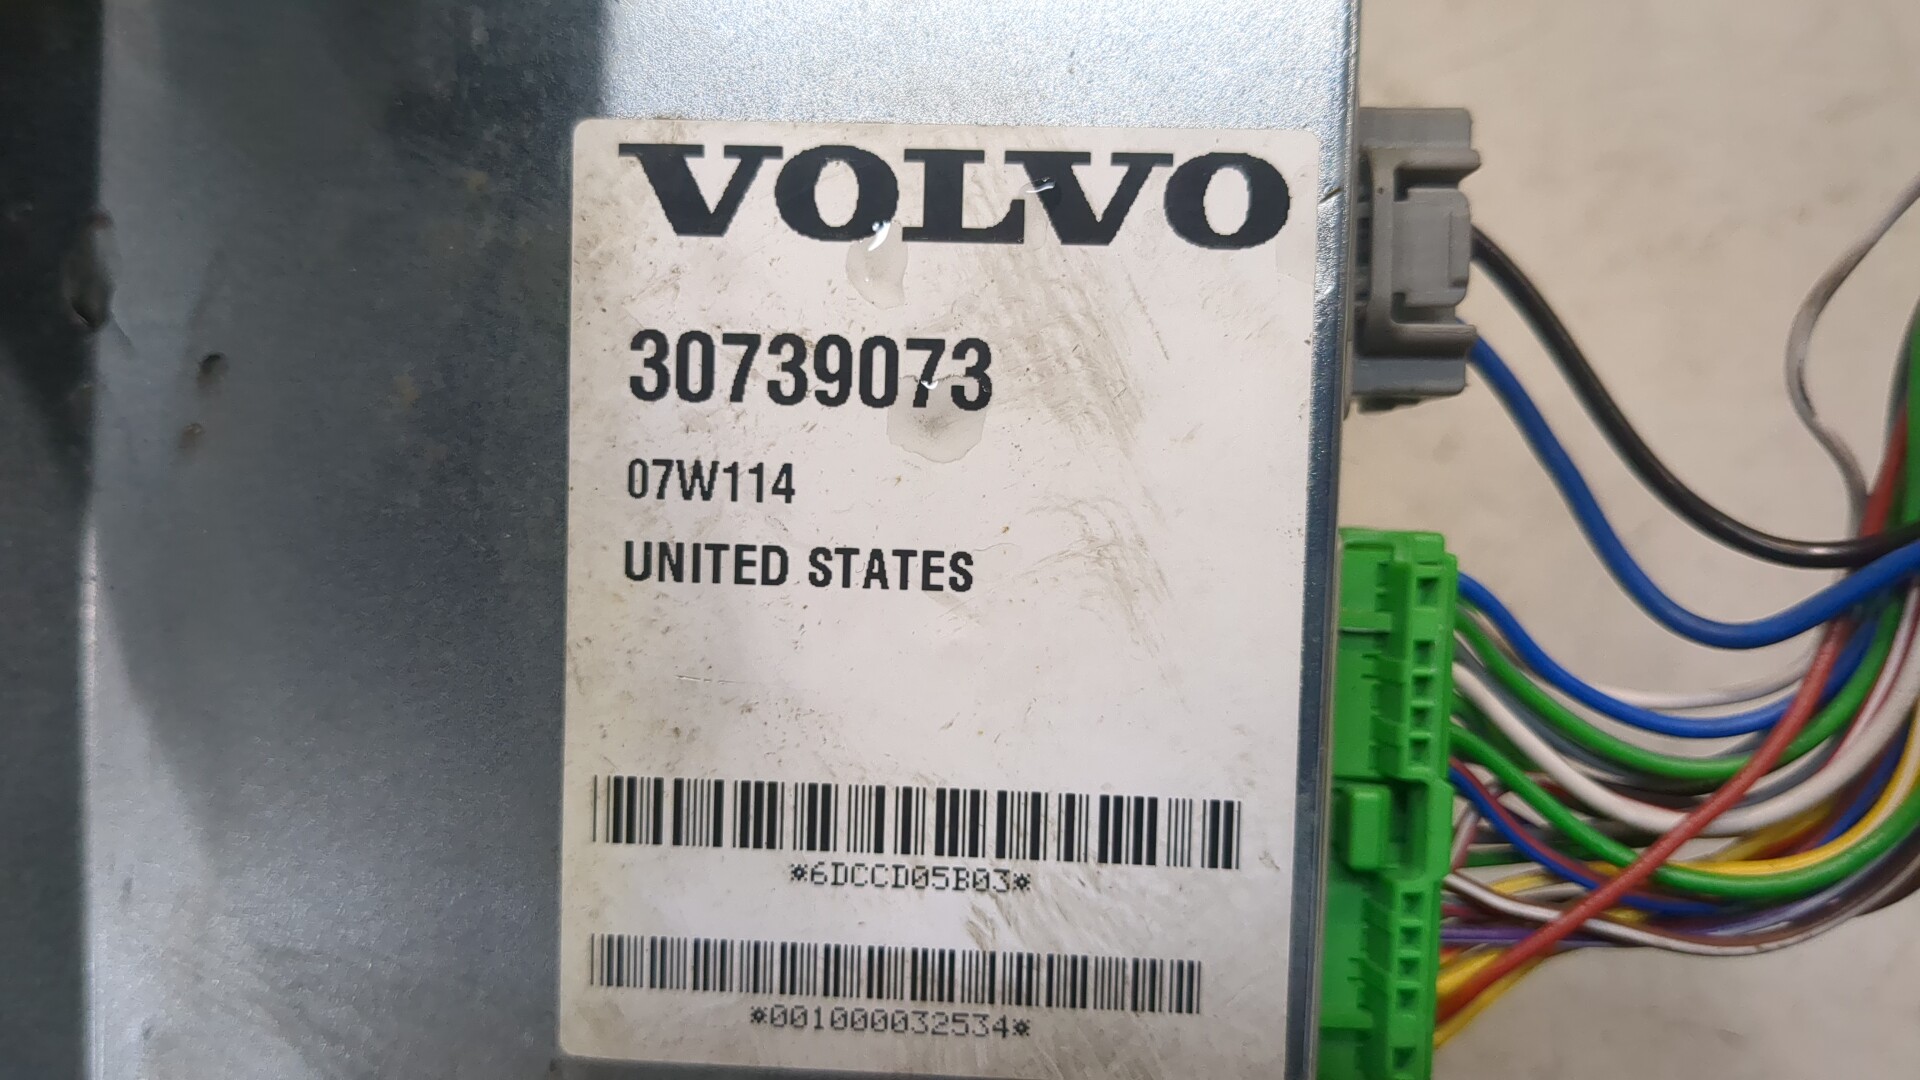 VOLVO
30739073
07W114
UNITED STATES
*6DCCD05B03*
*001000032534*